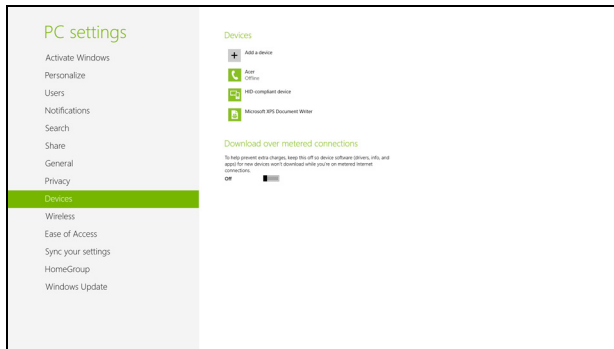 PC settings
Activate Windows
Personalize
Users
Notifications
Search
Share
General
Privacy
Devices
Wireless
Ease of Access
Sync your settings
HomeGroup
Windows Update
Devices
Add a device
Acer
Offline
HID-compliant device
Microsoft XPS Document Writer
Download over metered connections
To help prevent extra charges, keep this off so device software (drivers, info, and
apps) for new devices won't download while you're on metered Internet
connections.
Off